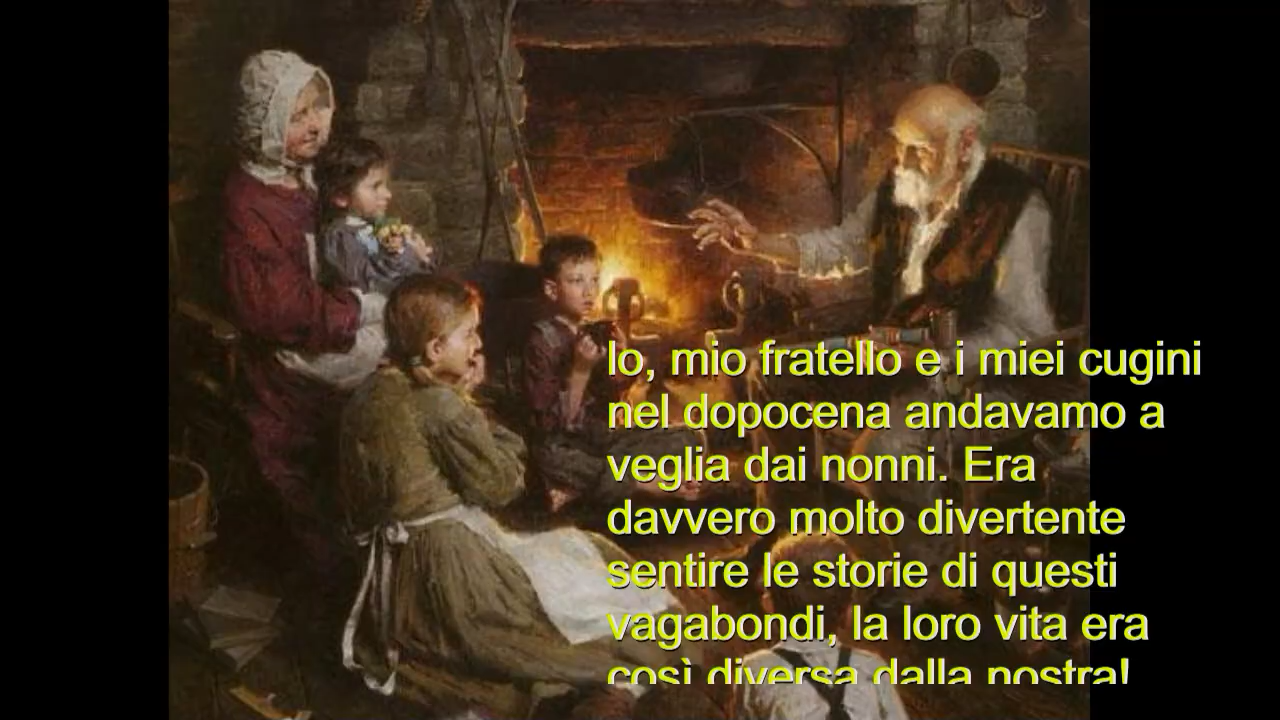 Io, mio fratello e i miei cugini
nel dopocena andavamo a
veglia dai nonni. Era
davvero molto divertente
sentire le storie di questi
vagabondi, la loro vita era
così diversa dalla nostra!